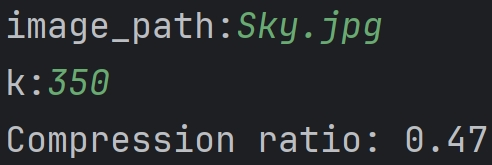 image_path:Sky.jpg
k:350
Compression ratio: 0.47